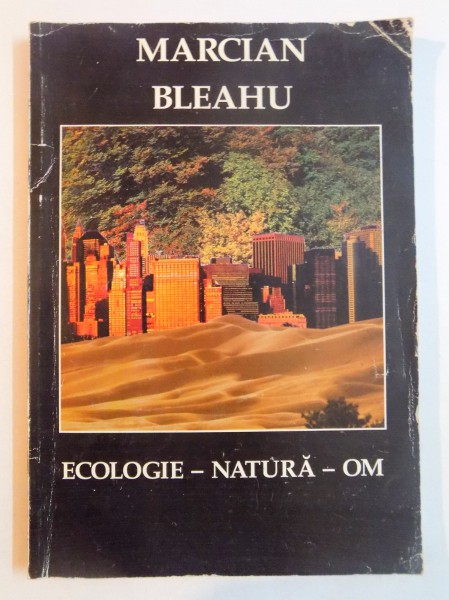 MARCIAN
BLEAHU
ECOLOGIE – NATURĂ – OM